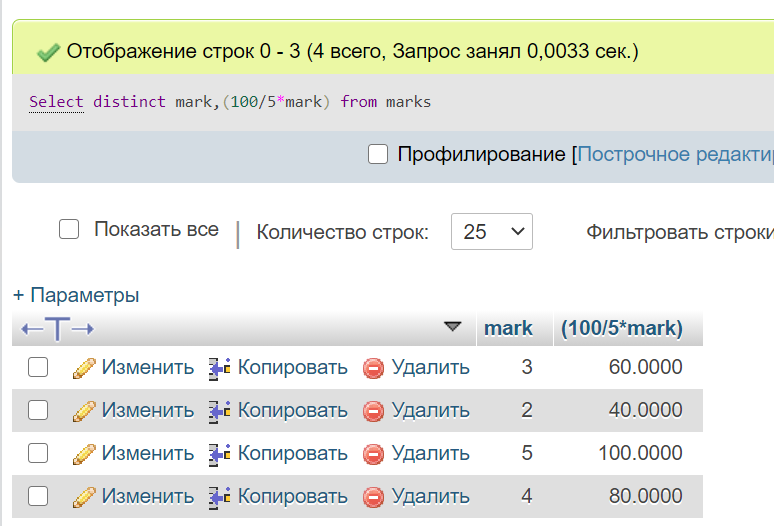 Отображение строк 0 - 3 (4 всего, Запрос занял 0,0033 сек.)
Select distinct mark,(100/5*mark) from marks
Профилирование [Построчное редакти
Показать все | Количество строк: 25 Фильтровать строки
+ Параметры
←T→ mark (100/5*mark)
Изменить Копировать Удалить 3 60.0000
Изменить Копировать Удалить 2 40.0000
Изменить Копировать Удалить 5 100.0000
Изменить Копировать Удалить 4 80.0000